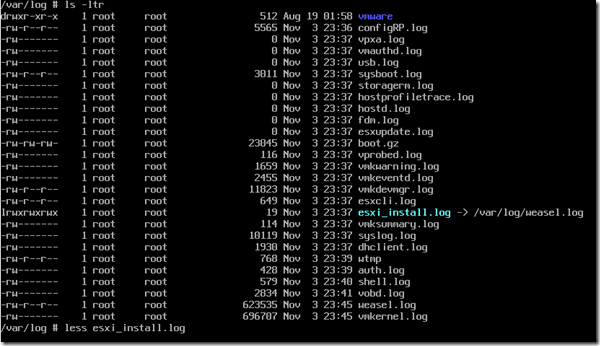 /var/log # ls -ltr
drwxr-xr-x 1 root root 512 Aug 19 01:58 vmware
-rw-r--r-- 1 root root 5565 Nov 3 23:36 configRP.log
-rw------- 1 root root 0 Nov 3 23:37 vpxa.log
-rw------- 1 root root 0 Nov 3 23:37 vmauthd.log
-rw------- 1 root root 0 Nov 3 23:37 usb.log
-rw-r--r-- 1 root root 3011 Nov 3 23:37 sysboot.log
-rw------- 1 root root 0 Nov 3 23:37 storagerm.log
-rw------- 1 root root 0 Nov 3 23:37 hostprofiletrace.log
-rw------- 1 root root 0 Nov 3 23:37 hostd.log
-rw------- 1 root root 0 Nov 3 23:37 fdm.log
-rw------- 1 root root 0 Nov 3 23:37 esxupdate.log
-rw-rw-rw- 1 root root 23045 Nov 3 23:37 boot.gz
-rw------- 1 root root 116 Nov 3 23:37 vprobed.log
-rw------- 1 root root 1659 Nov 3 23:37 vmkwarning.log
-rw------- 1 root root 2455 Nov 3 23:37 vmkeventd.log
-rw-r--r-- 1 root root 11823 Nov 3 23:37 vmkdevmgr.log
-rw-r--r-- 1 root root 649 Nov 3 23:37 esxcli.log
lrwxrwxrwx 1 root root 19 Nov 3 23:37 esxi_install.log -> /var/log/weasel.log
-rw------- 1 root root 114 Nov 3 23:37 vmksummary.log
-rw------- 1 root root 10119 Nov 3 23:37 syslog.log
-rw------- 1 root root 1930 Nov 3 23:37 dhclient.log
-rw-r--r-- 1 root root 768 Nov 3 23:39 wtmp
-rw------- 1 root root 428 Nov 3 23:39 auth.log
-rw------- 1 root root 579 Nov 3 23:40 shell.log
-rw------- 1 root root 2834 Nov 3 23:41 vobd.log
-rw-r--r-- 1 root root 623535 Nov 3 23:45 weasel.log
-rw------- 1 root root 696707 Nov 3 23:45 vmkernel.log
/var/log # less esxi_install.log